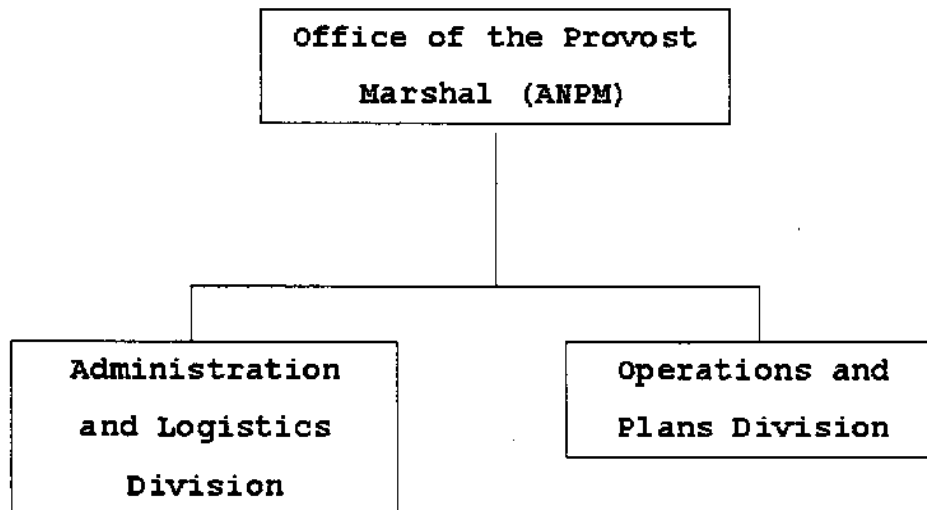 Office of the Provost
Marshal (ANPM)
Administration
and Logistics
Division
Operations and
Plans Division